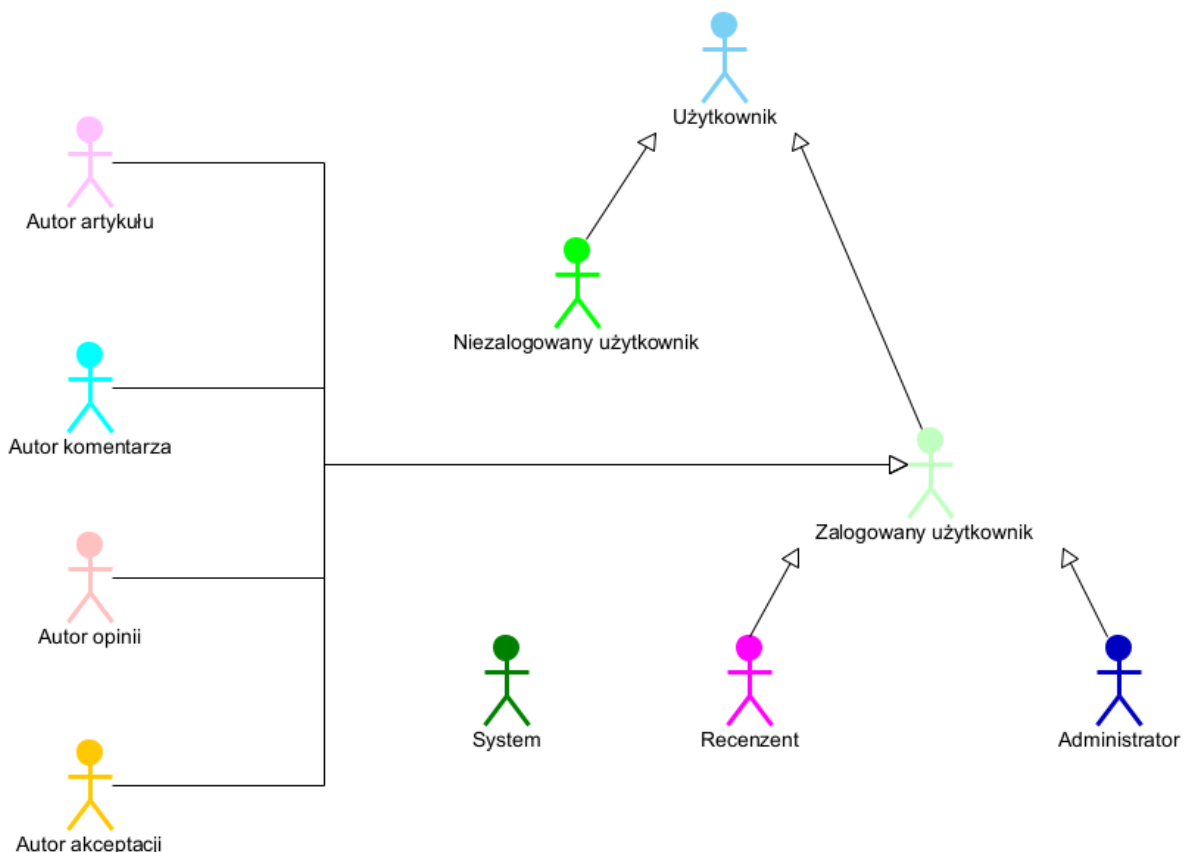 Użytkownik
Autor artykułu
Niezalogowany użytkownik
Autor komentarza
Zalogowany użytkownik
Autor opinii
System
Recenzent
Administrator
Autor akceptacji